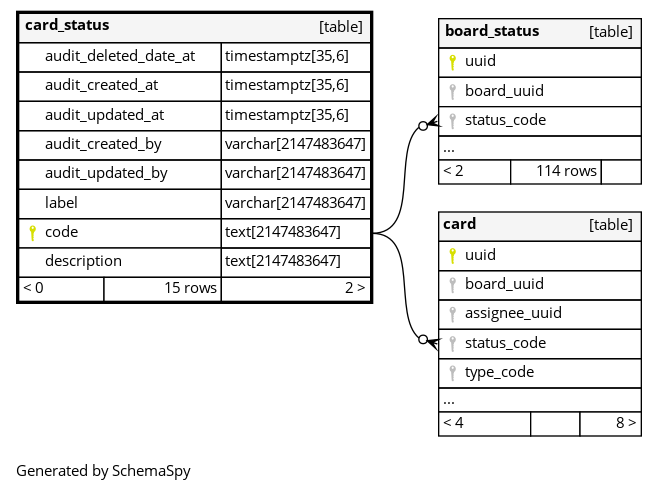 card_status [table]
audit_deleted_date_at timestamptz[35,6]
audit_created_at timestamptz[35,6]
audit_updated_at timestamptz[35,6]
audit_created_by varchar[2147483647]
audit_updated_by varchar[2147483647]
label varchar[2147483647]
code text[2147483647]
description text[2147483647]
< 0 15 rows 2 >
board_status [table]
uuid
board_uuid
status_code
...
< 2 114 rows
card [table]
uuid
board_uuid
assignee_uuid
status_code
type_code
...
< 4 8 >
Generated by SchemaSpy